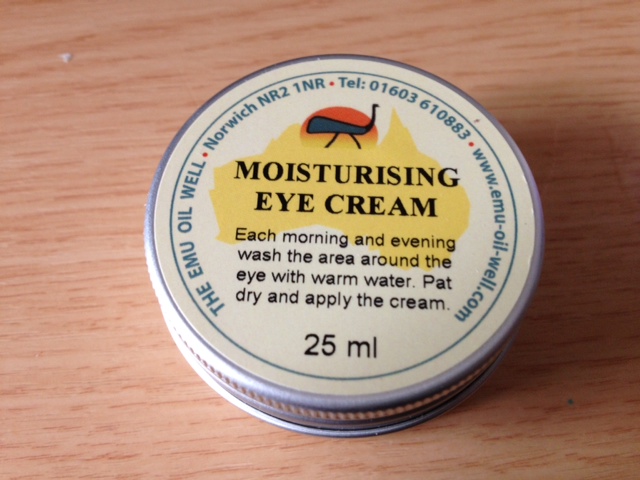 THE EMU OIL WELL • Norwich NR2 1NR • Tel: 01603 610883 • www.emu-oil-well.com
MOISTURISING
EYE CREAM
Each morning and evening
wash the area around the
eye with warm water. Pat
dry and apply the cream.
25 ml